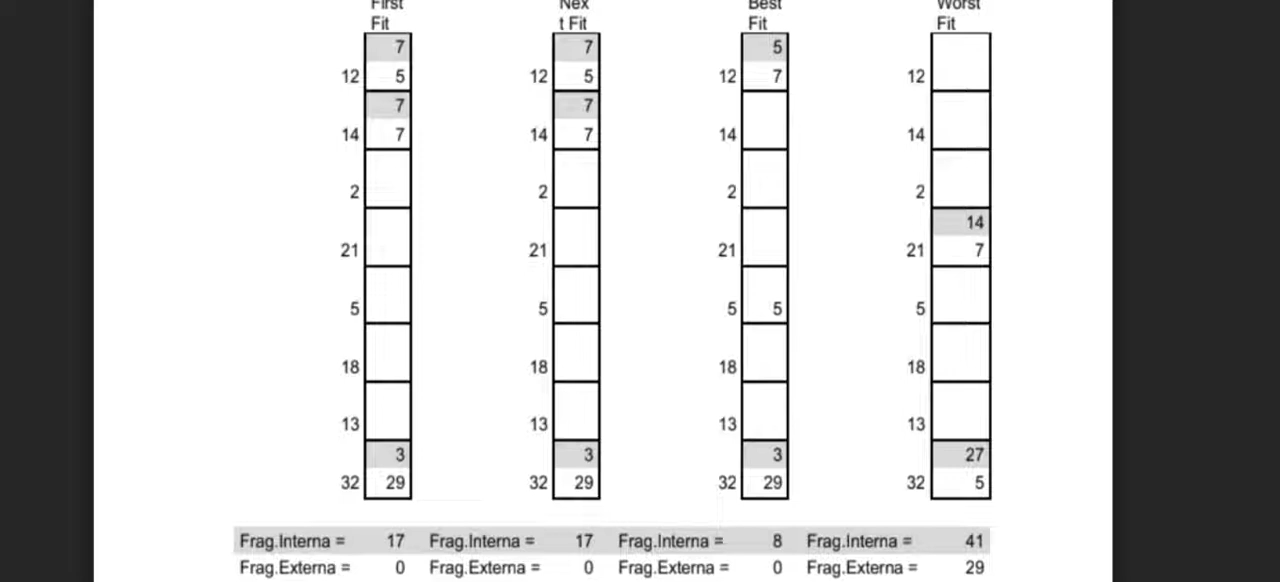 First Nex Best Worst
Fit t Fit Fit Fit
7 7 5
12 5 12 5 12 7 12
7 7
14 7 14 7 14 14
2 2 2 2
14
21 21 21 21 7
5 5 5 5 5
18 18 18 18
13 13 13 13
3 3 3 27
32 29 32 29 32 29 32 5
Frag.Interna = 17 Frag.Interna = 17 Frag.Interna = 8 Frag.Interna = 41
Frag.Externa = 0 Frag.Externa = 0 Frag.Externa = 0 Frag.Externa = 29